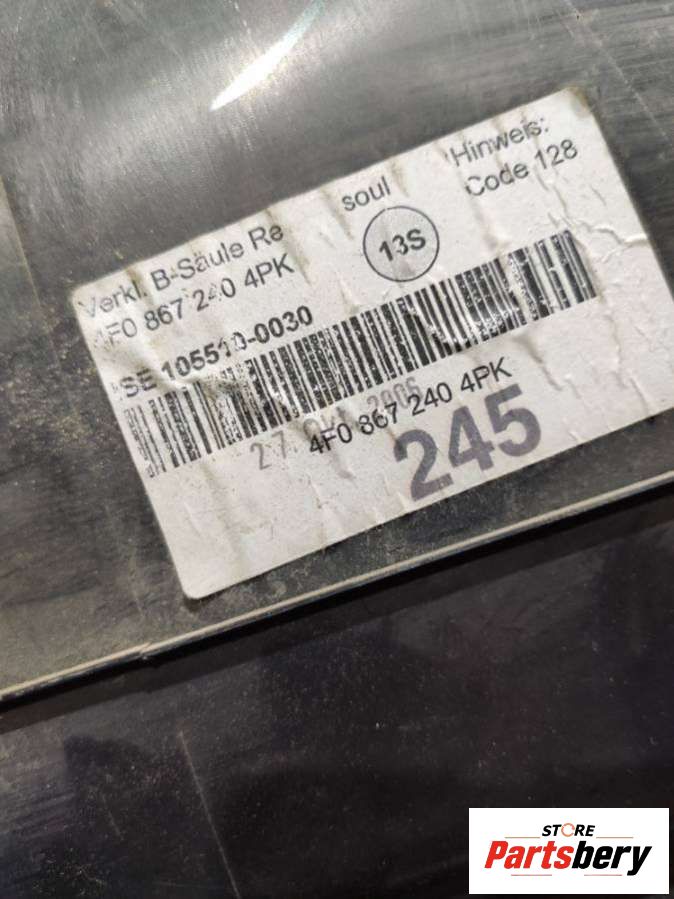 Verkl. B-Säule Re
4F0 867 240 4PK
soul
13S
Hinweis:
Code 128
SE 105510-0030
4F0 867 240 4PK
245
STORE
Partsbery